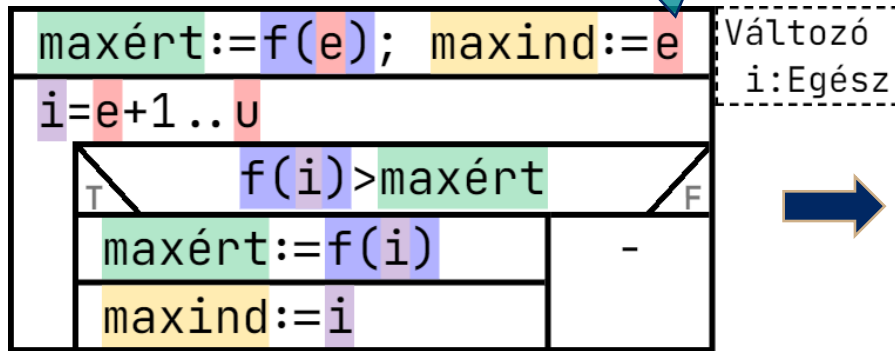 maxért:=f(e); maxind:=e
Változó
i:Egész
i=e+1..u
T f(i)>maxért F
maxért:=f(i) -
maxind:=i